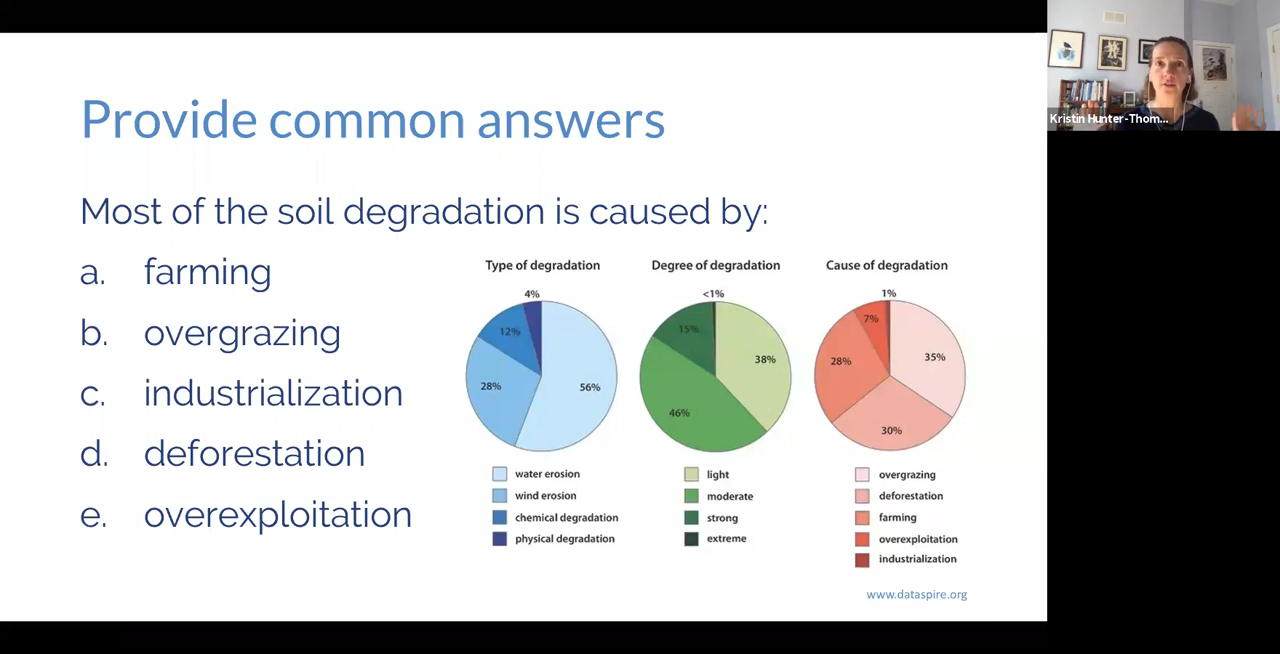 Provide common answers
Most of the soil degradation is caused by:
a. farming
b. overgrazing
c. industrialization
d. deforestation
e. overexploitation
Type of degradation
4%
12%
28%
56%
water erosion
wind erosion
chemical degradation
physical degradation
Degree of degradation
<1%
15%
38%
46%
light
moderate
strong
extreme
Cause of degradation
1%
7%
28%
35%
30%
overgrazing
deforestation
farming
overexploitation
industrialization
www.dataspire.org
Kristin Hunter-Thom...